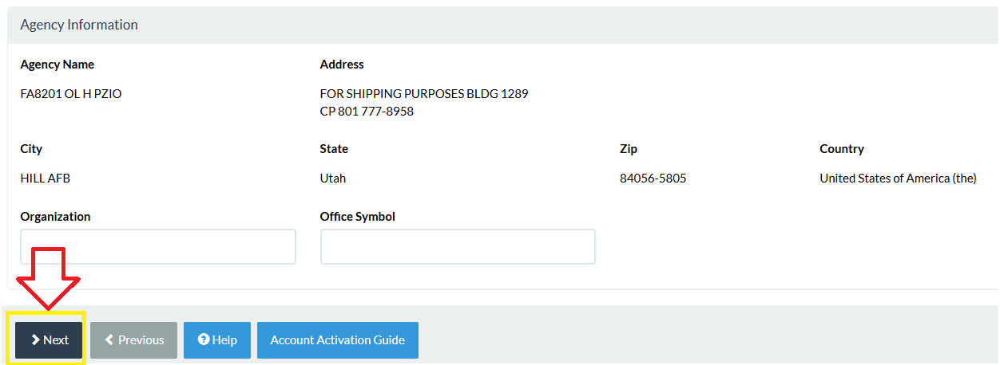 Agency Information
Agency Name Address
FA8201 OL H PZIO FOR SHIPPING PURPOSES BLDG 1289
CP 801 777-8958
City State Zip Country
HILL AFB Utah 84056-5805 United States of America (the)
Organization Office Symbol
Next Previous Help Account Activation Guide